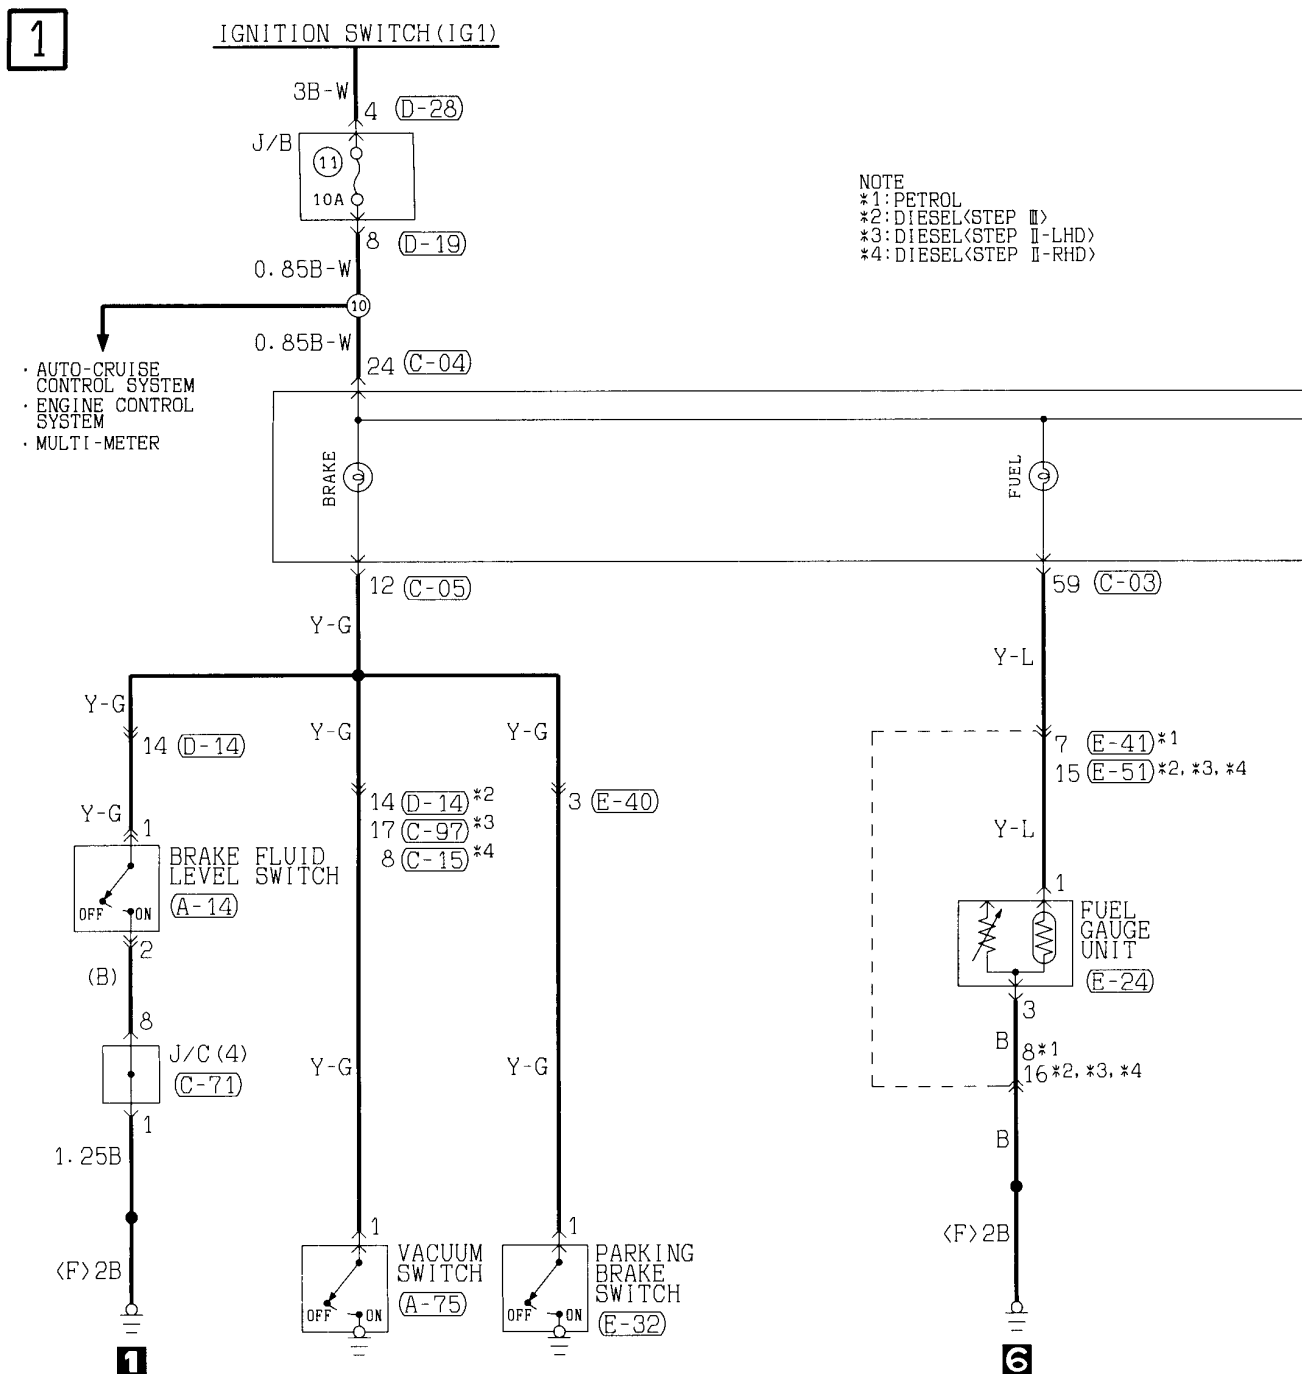 1
IGNITION SWITCH(IG1)
3B-W
4 D-28
J/B
11
10A
8 D-19
0.85B-W
10
0.85B-W
24 C-04
· AUTO-CRUISE
CONTROL SYSTEM
· ENGINE CONTROL
SYSTEM
· MULTI-METER
NOTE
*1:PETROL
*2:DIESEL<STEP Ⅲ>
*3:DIESEL<STEP Ⅱ-LHD>
*4:DIESEL<STEP Ⅱ-RHD>
BRAKE
FUEL
12 C-05
Y-G
59 C-03
Y-L
Y-G
14 D-14
Y-G
1
BRAKE FLUID
LEVEL SWITCH
A-14
OFF ON
2
(B)
8
J/C(4)
C-71
1
1.25B
<F>2B
1
Y-G
14 D-14 *2
17 C-97 *3
8 C-15 *4
Y-G
1
VACUUM
SWITCH
A-75
OFF ON
Y-G
3 E-40
Y-G
1
PARKING
BRAKE
SWITCH
E-32
OFF ON
7 E-41 *1
15 E-51 *2,*3,*4
Y-L
1
FUEL
GAUGE
UNIT
E-24
3
B
8*1
16*2,*3,*4
B
<F>2B
6